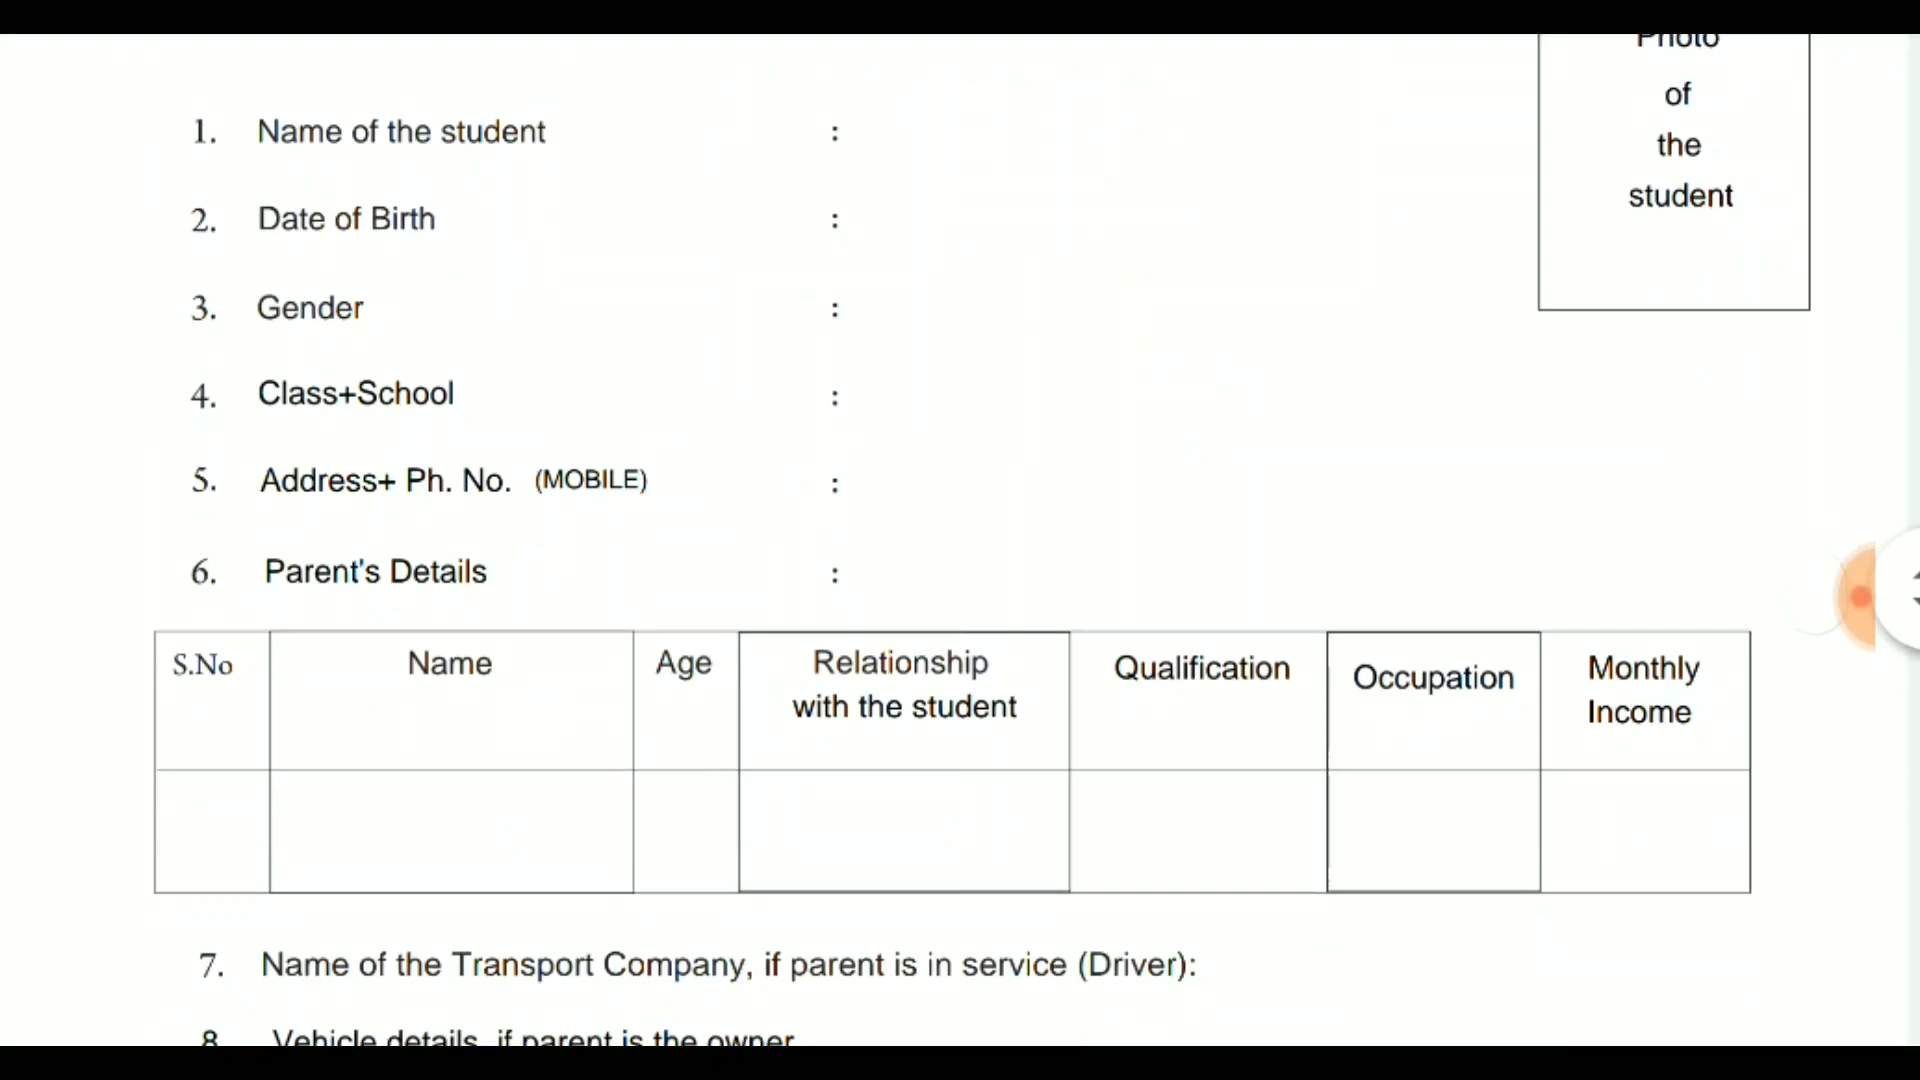 Photo
of
the
student
1. Name of the student :
2. Date of Birth :
3. Gender :
4. Class+School :
5. Address+ Ph. No. (MOBILE) :
6. Parent's Details :
S.No Name Age Relationship with the student Qualification Occupation Monthly Income
7. Name of the Transport Company, if parent is in service (Driver):
8 Vehicle details, if parent is the owner